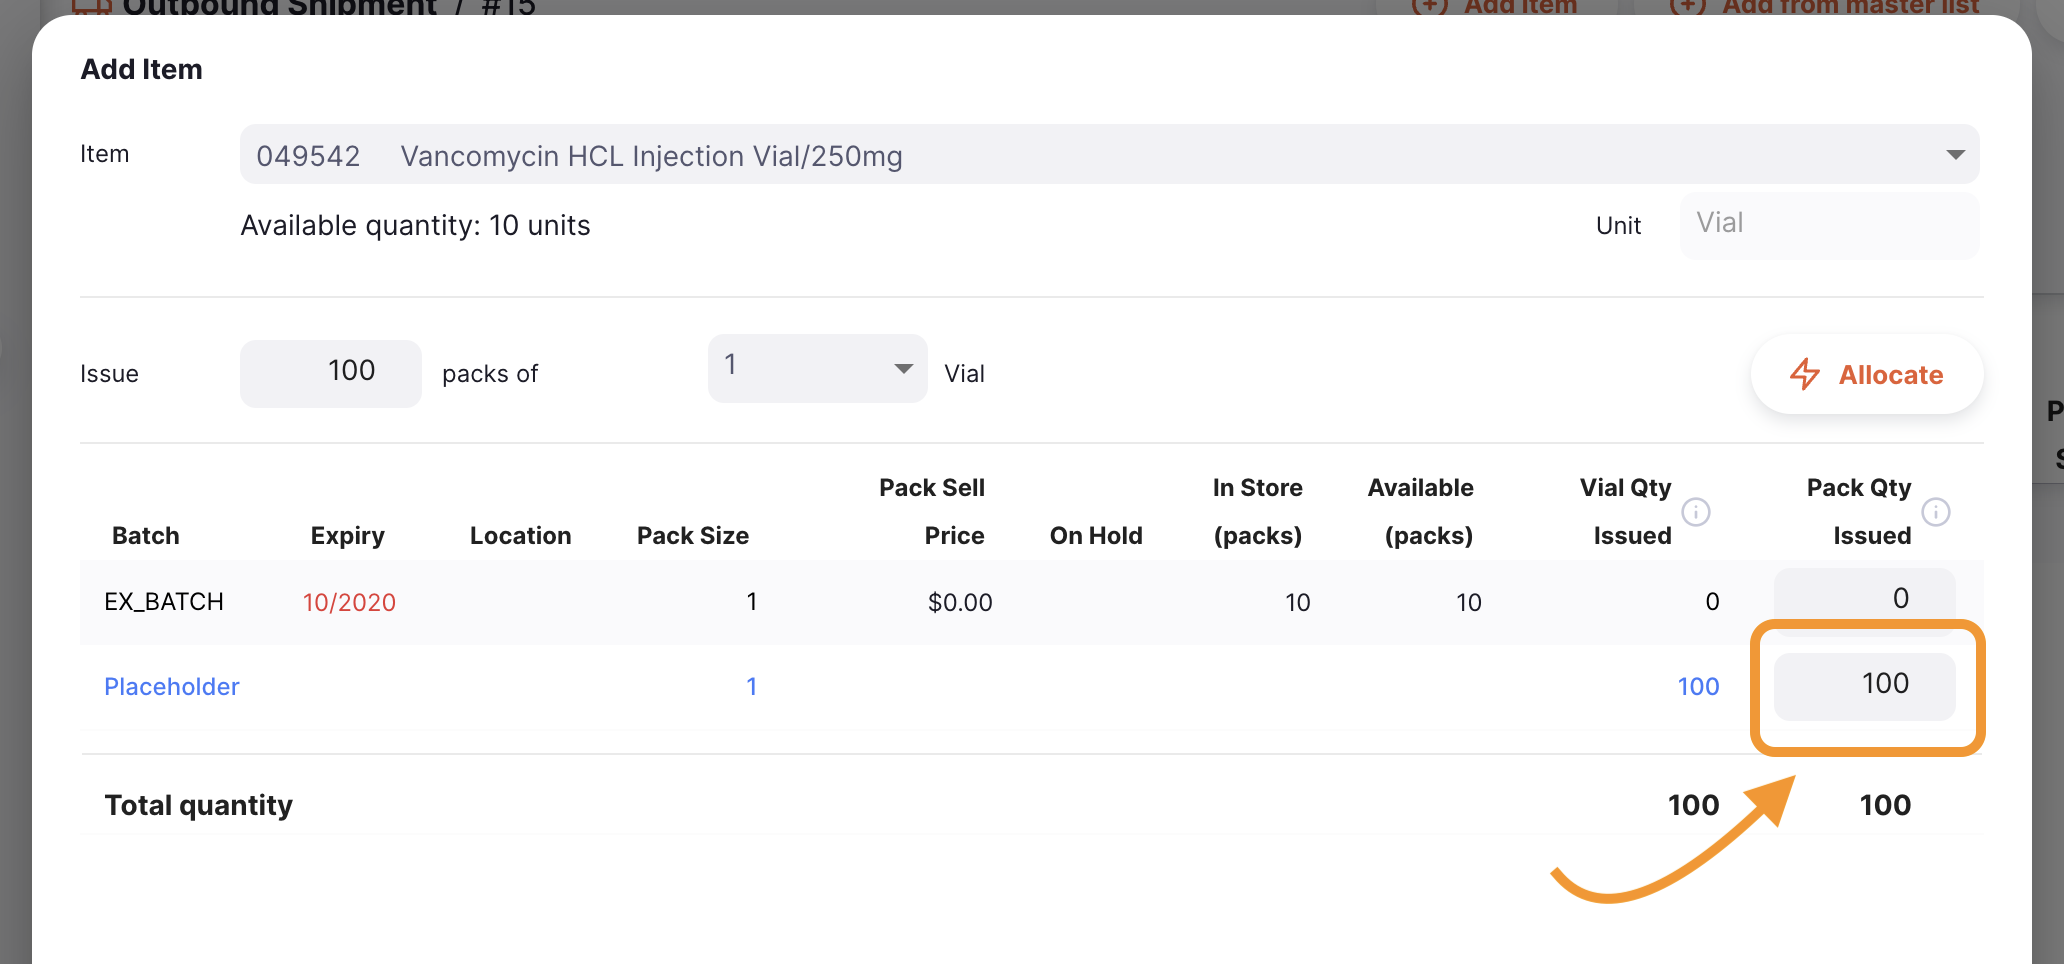 Outbound Shipment / #15
Add Item
Add from master list
Add Item
Item
049542 Vancomycin HCL Injection Vial/250mg
Available quantity: 10 units
Unit
Vial
Issue
100
packs of
1
Vial
Allocate
Batch
Expiry
Location
Pack Size
Pack Sell
Price
On Hold
In Store
(packs)
Available
(packs)
Vial Qty
Issued
Pack Qty
Issued
EX_BATCH 10/2020 1 $0.00 10 10 0 0
Placeholder 1 100 100
Total quantity 100 100
P